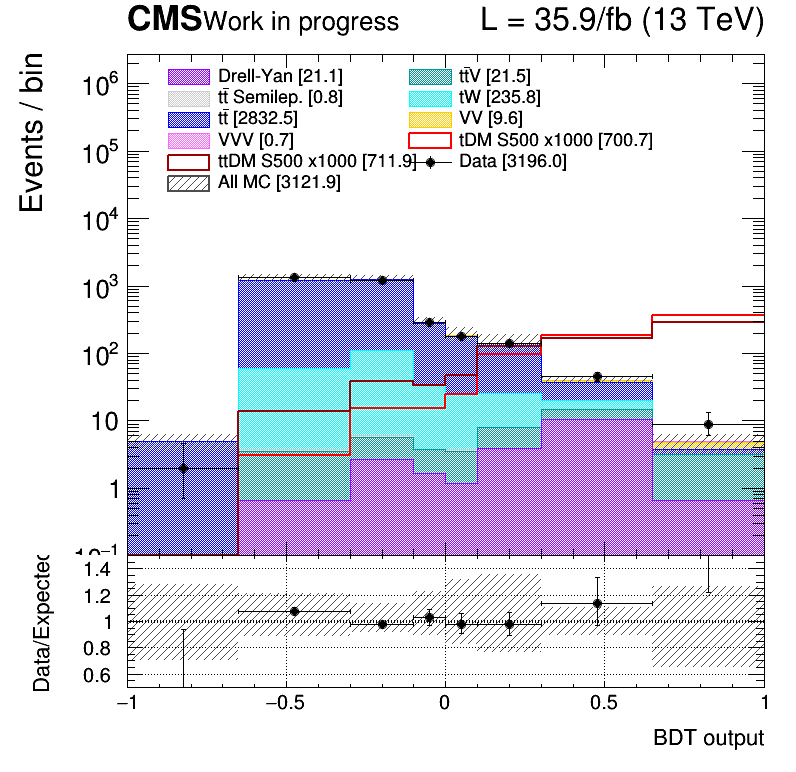 CMS Work in progress L = 35.9/fb (13 TeV)
Events / bin
Drell-Yan [21.1] tt̄V [21.5]
tt̄ Semilep. [0.8] tW [235.8]
tt̄ [2832.5] VV [9.6]
VVV [0.7] tDM S500 x1000 [700.7]
ttDM S500 x1000 [711.9] Data [3196.0]
All MC [3121.9]
10⁶
10⁵
10⁴
10³
10²
10
1
10⁻¹
Data/Expected
1.4
1.2
1
0.8
0.6
−1 −0.5 0 0.5 1
BDT output